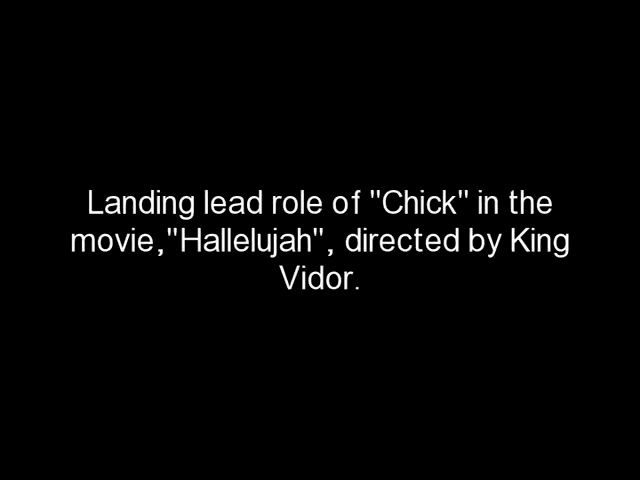 Landing lead role of "Chick" in the
movie,"Hallelujah", directed by King
Vidor.